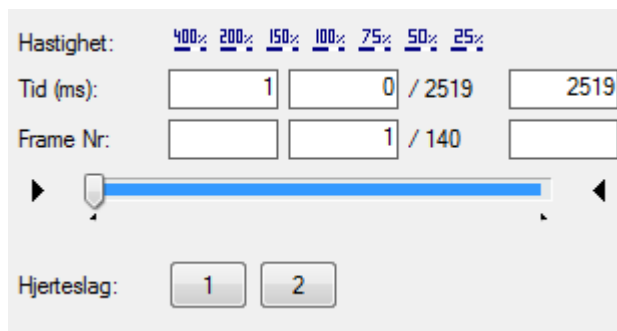 Hastighet: 400% 200% 150% 100% 75% 50% 25%
Tid (ms): 1 0 / 2519 2519
Frame Nr: 1 / 140
Hjerteslag: 1 2